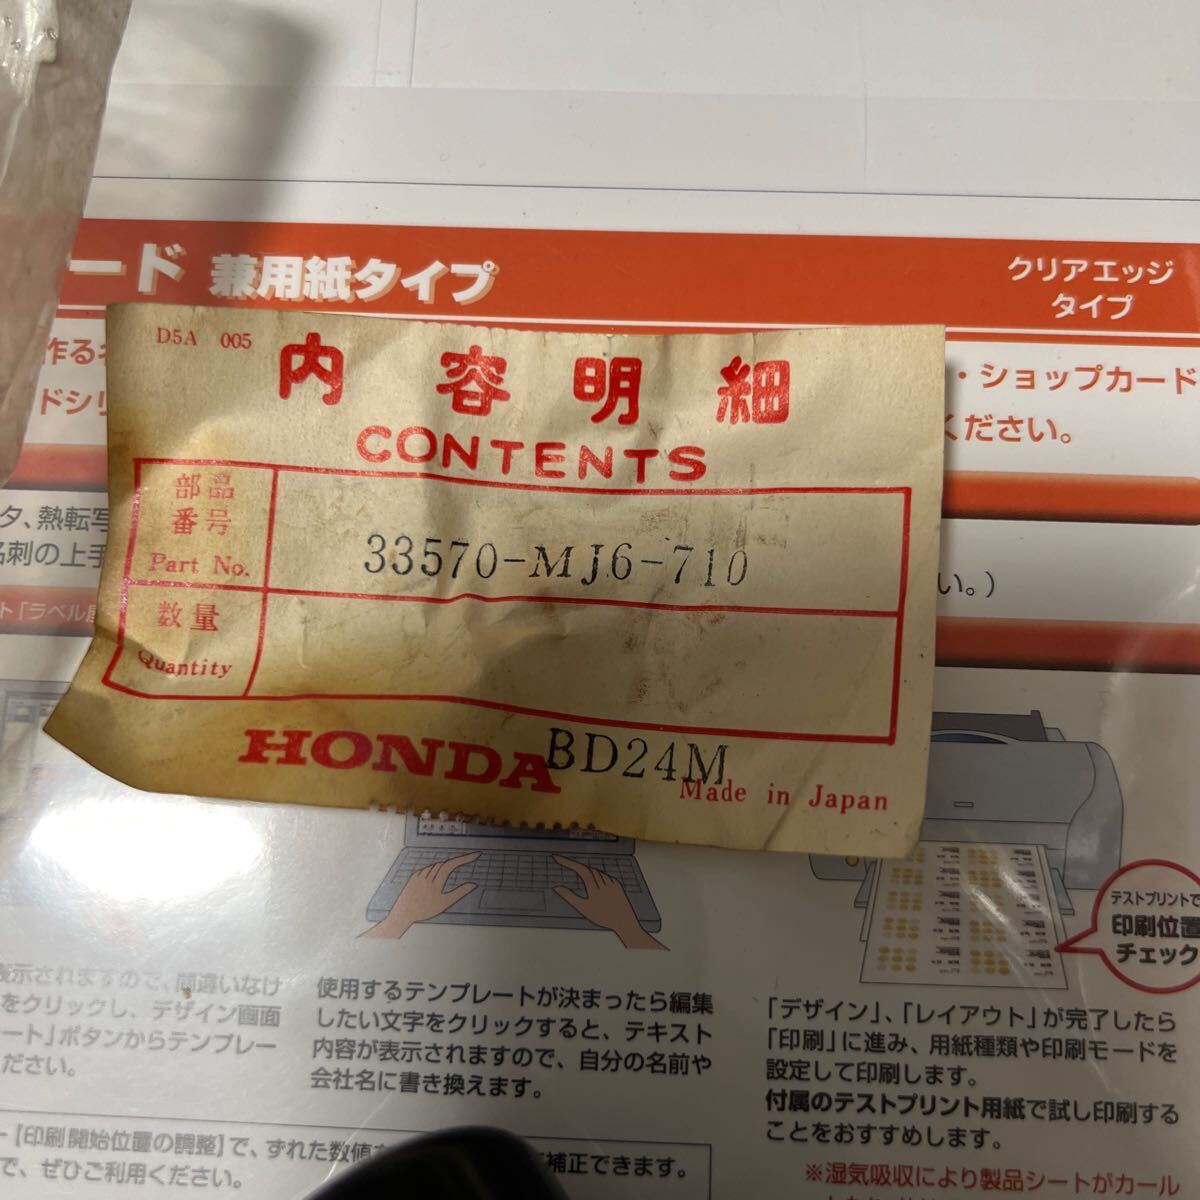 ード 兼用紙タイプ
クリアエッジ
タイプ
作る
・ショップカード
ドシリ
ください。
D5A 005
内容明細
CONTENTS
部品
番号
Part No.
33570-MJ6-710
数量
Quantity
HONDA
BD24M
Made in Japan
タ、熱転写
名刺の上手
い。)
ト「ラベル屋
テストプリントで
印刷位置
チェック
表示されますので、間違いなけ
をクリックし、デザイン画面
ート」ボタンからテンプレー
ださい。
使用するテンプレートが決まったら編集
したい文字をクリックすると、テキスト
内容が表示されますので、自分の名前や
会社名に書き換えます。
「デザイン」、「レイアウト」が完了したら
「印刷」に進み、用紙種類や印刷モードを
設定して印刷します。
付属のテストプリント用紙で試し印刷する
ことをおすすめします。
※湿気吸収により製品シートがカール
ー【印刷開始位置の調整】で、ずれた数値を
補正できます。
で、ぜひご利用ください。